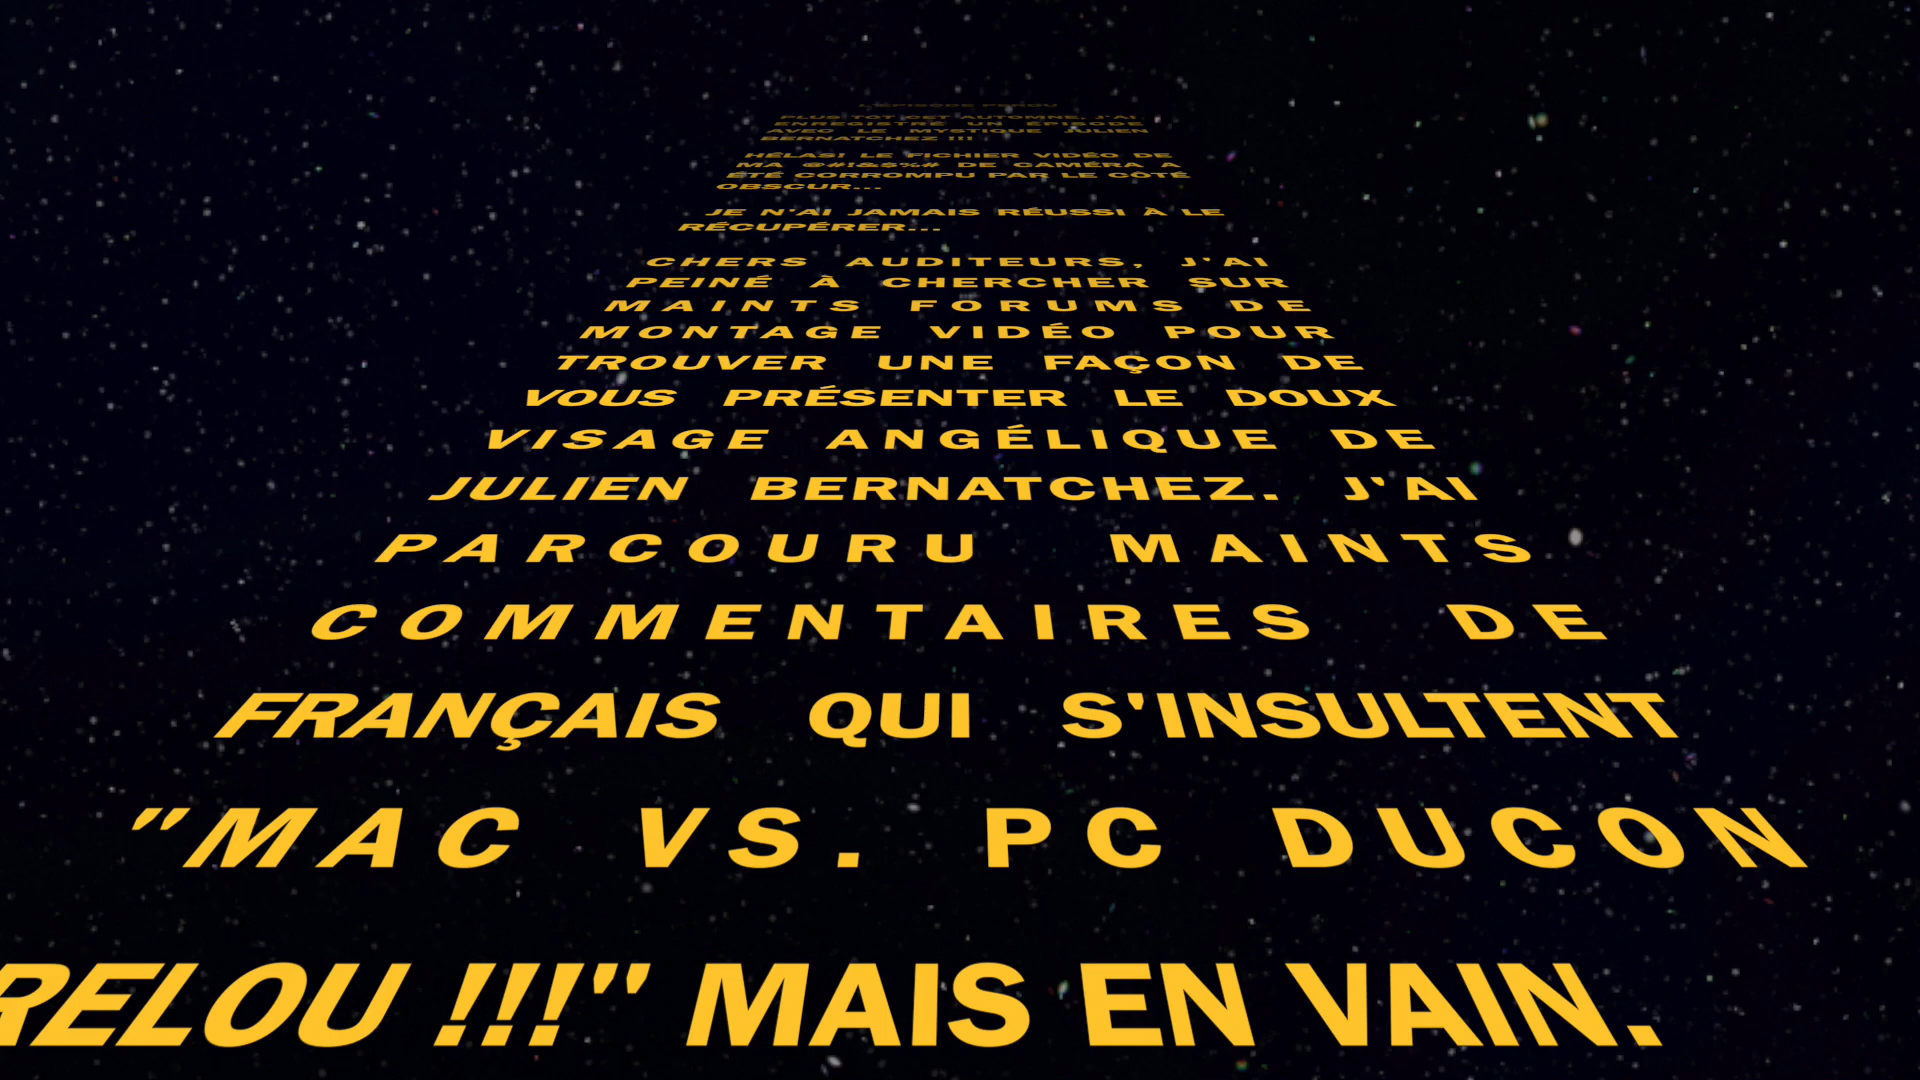 L'ÉPISODE PERDU
PLUS TÔT CET AUTOMNE, J'AI
ENREGISTRÉ UN ÉPISODE
AVEC LE MYSTIQUE JULIEN
BERNATCHEZ !!!
HÉLAS! LE FICHIER VIDÉO DE
MA @#!&$%# DE CAMÉRA A
ÉTÉ CORROMPU PAR LE CÔTÉ
OBSCUR...
JE N'AI JAMAIS RÉUSSI À LE
RÉCUPÉRER...
CHERS AUDITEURS, J'AI
PEINÉ À CHERCHER SUR
MAINTS FORUMS DE
MONTAGE VIDÉO POUR
TROUVER UNE FAÇON DE
VOUS PRÉSENTER LE DOUX
VISAGE ANGÉLIQUE DE
JULIEN BERNATCHEZ. J'AI
PARCOURU MAINTS
COMMENTAIRES DE
FRANÇAIS QUI S'INSULTENT
"MAC VS. PC DUCON
RELOU !!!" MAIS EN VAIN.